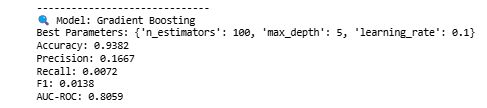 ------------------------------
🔍 Model: Gradient Boosting
Best Parameters: {'n_estimators': 100, 'max_depth': 5, 'learning_rate': 0.1}
Accuracy: 0.9382
Precision: 0.1667
Recall: 0.0072
F1: 0.0138
AUC-ROC: 0.8059